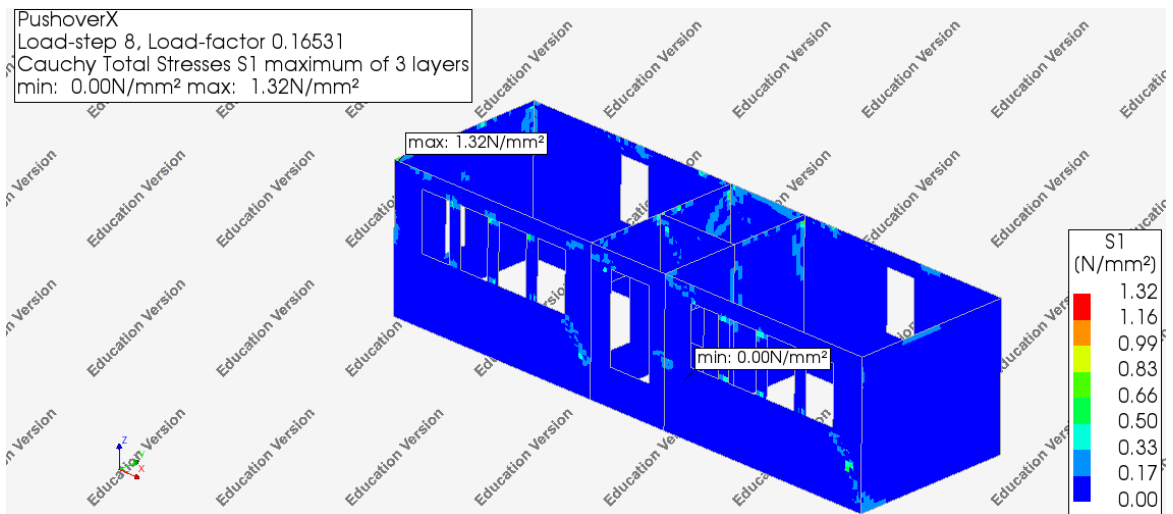 PushoverX
Load-step 8, Load-factor 0.16531
Cauchy Total Stresses S1 maximum of 3 layers
min: 0.00N/mm² max: 1.32N/mm²
max: 1.32N/mm²
min: 0.00N/mm²
S1
(N/mm²)
1.32
1.16
0.99
0.83
0.66
0.50
0.33
0.17
0.00
Z
Y
X
Education Version